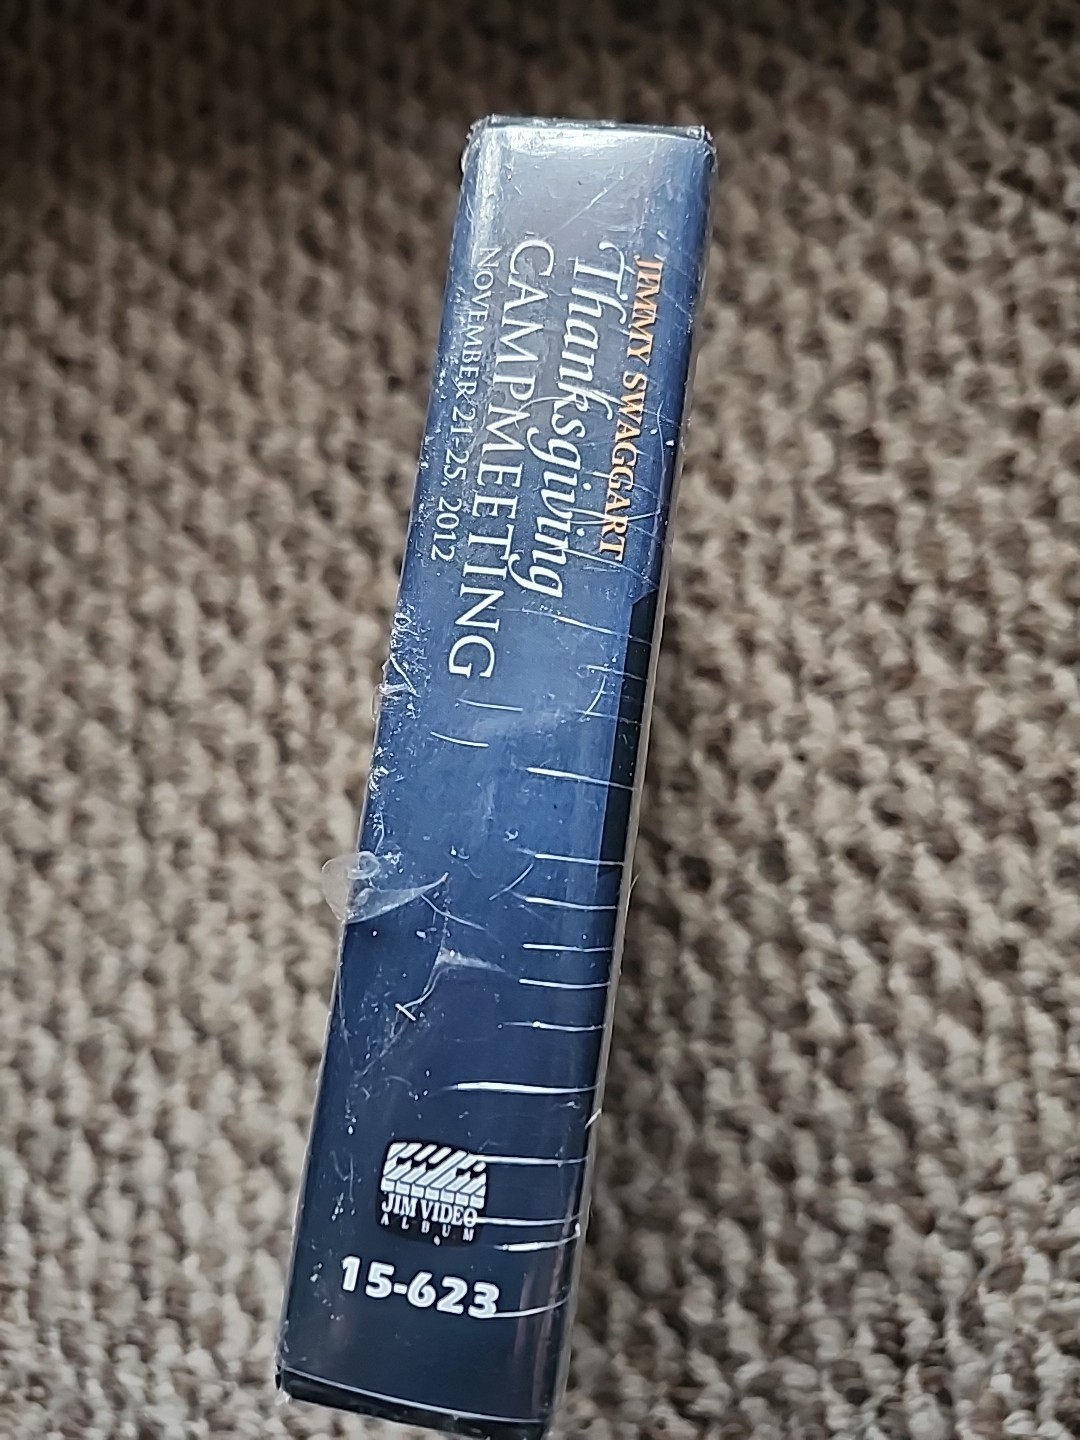 JIMMY SWAGGART
Thanksgiving
CAMPMEETING
NOVEMBER 21-25, 2012
JIM VIDEO
ALBUM
15-623